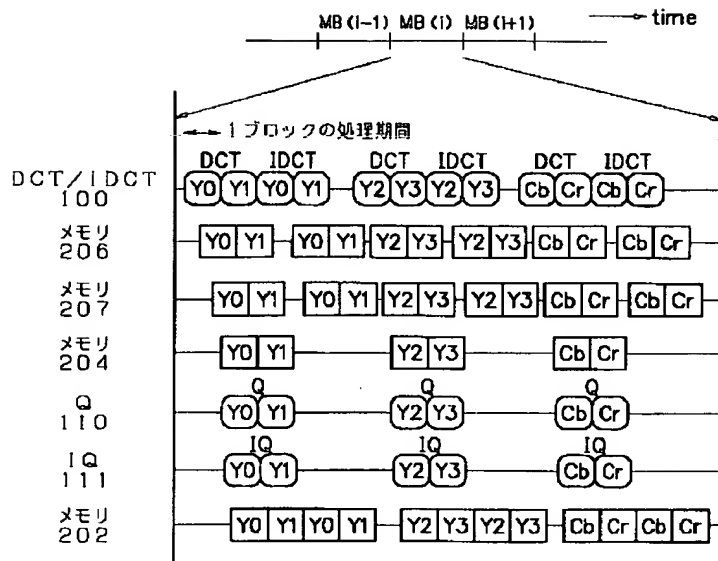 MB(i-1) MB(i) MB(i+1) time
1ブロックの処理期間
DCT IDCT DCT IDCT DCT IDCT
DCT/IDCT
100
Y0 Y1 Y0 Y1 Y2 Y3 Y2 Y3 Cb Cr Cb Cr
メモリ
206
Y0 Y1 Y0 Y1 Y2 Y3 Y2 Y3 Cb Cr Cb Cr
メモリ
207
Y0 Y1 Y0 Y1 Y2 Y3 Y2 Y3 Cb Cr Cb Cr
メモリ
204
Y0 Y1 Y2 Y3 Cb Cr
Q Q Q
Q
110
Y0 Y1 Y2 Y3 Cb Cr
IQ IQ IQ
IQ
111
Y0 Y1 Y2 Y3 Cb Cr
メモリ
202
Y0 Y1 Y0 Y1 Y2 Y3 Y2 Y3 Cb Cr Cb Cr